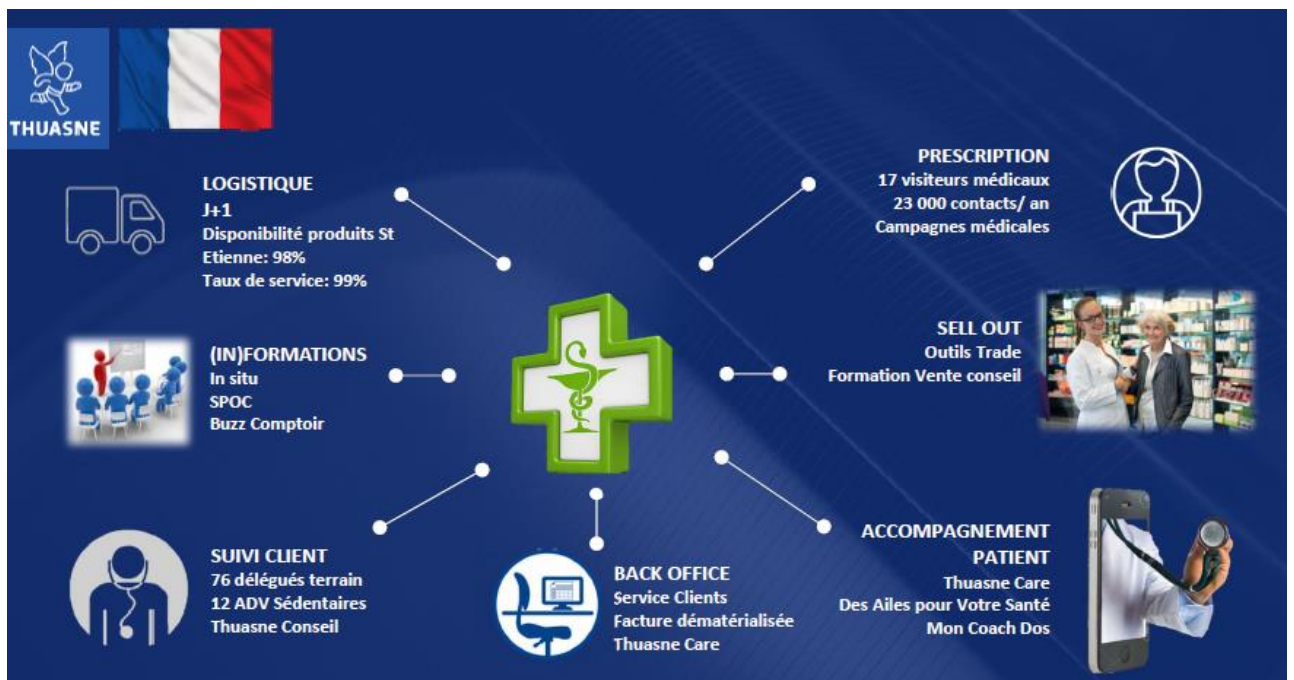 THUASNE
LOGISTIQUE
J+1
Disponibilité produits St
Etienne: 98%
Taux de service: 99%
PRESCRIPTION
17 visiteurs médicaux
23 000 contacts/ an
Campagnes médicales
(IN)FORMATIONS
In situ
SPOC
Buzz Comptoir
SELL OUT
Outils Trade
Formation Vente conseil
SUIVI CLIENT
76 délégués terrain
12 ADV Sédentaires
Thuasne Conseil
BACK OFFICE
Service Clients
Facture dématérialisée
Thuasne Care
ACCOMPAGNEMENT
PATIENT
Thuasne Care
Des Ailes pour Votre Santé
Mon Coach Dos